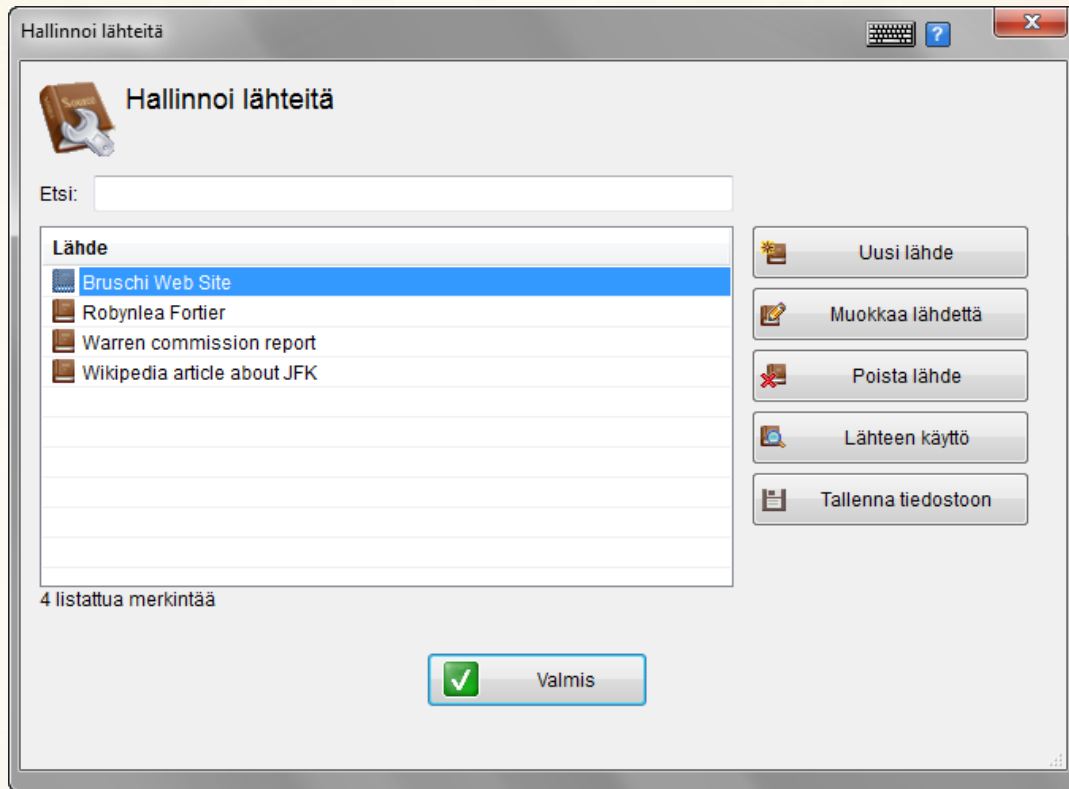 Hallinnoi lähteitä
?
Source
Hallinnoi lähteitä
Etsi:
Lähde
Bruschi Web Site
Robynlea Fortier
Warren commission report
Wikipedia article about JFK
Uusi lähde
Muokkaa lähdettä
Poista lähde
Lähteen käyttö
Tallenna tiedostoon
4 listattua merkintää
Valmis